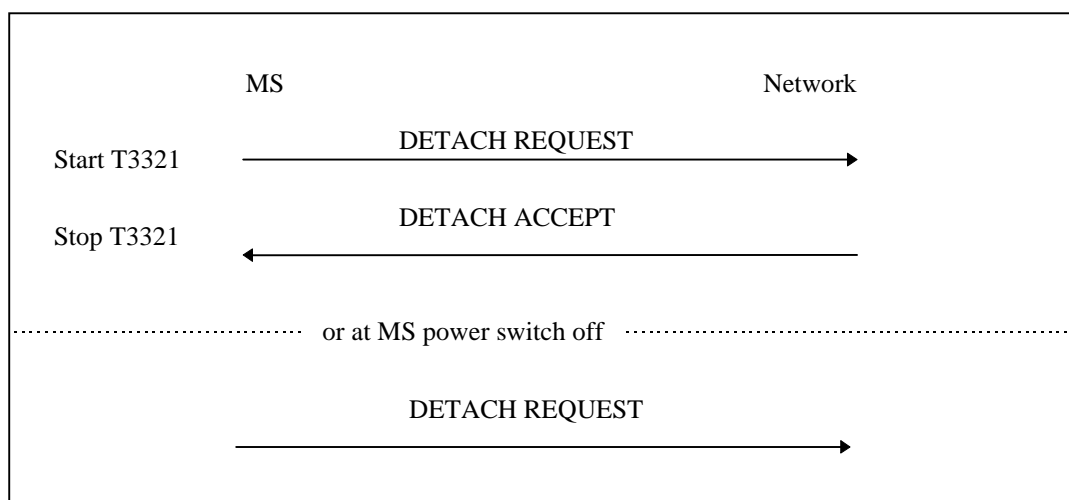 MS Network
DETACH REQUEST
Start T3321
DETACH ACCEPT
Stop T3321
or at MS power switch off
DETACH REQUEST